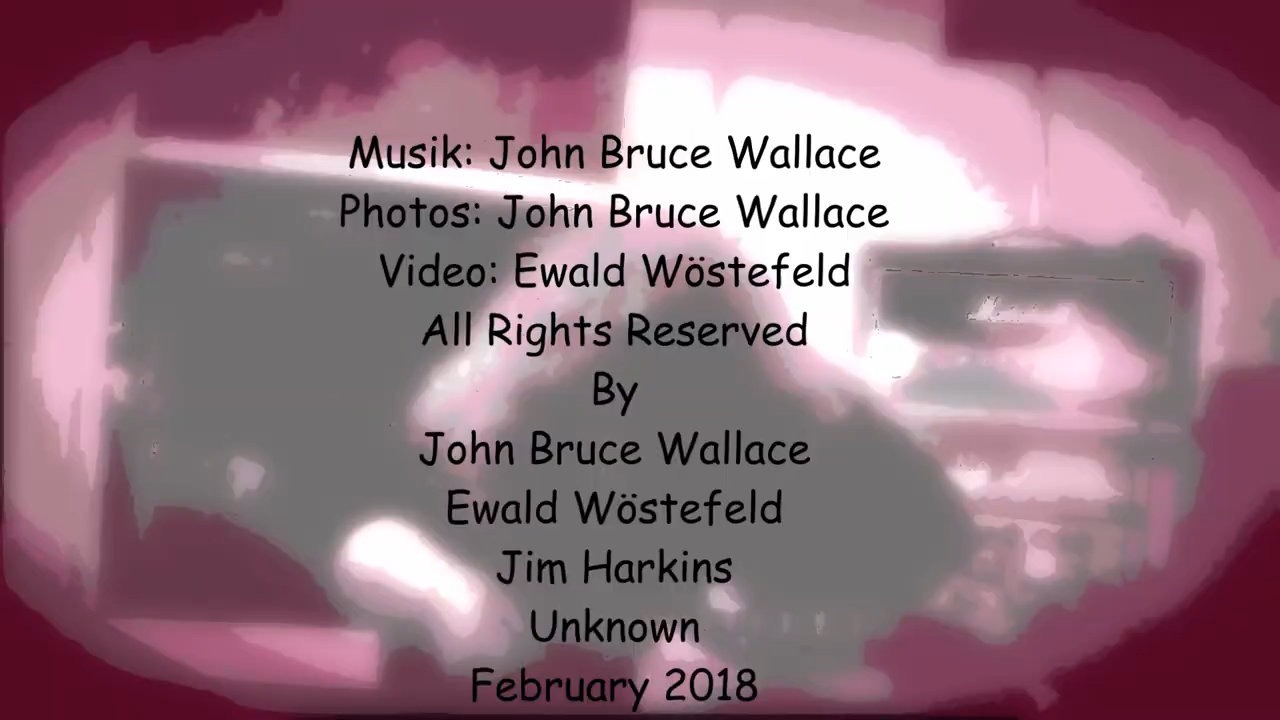 Musik: John Bruce Wallace
Photos: John Bruce Wallace
Video: Ewald Wöstefeld
All Rights Reserved
By
John Bruce Wallace
Ewald Wöstefeld
Jim Harkins
Unknown
February 2018